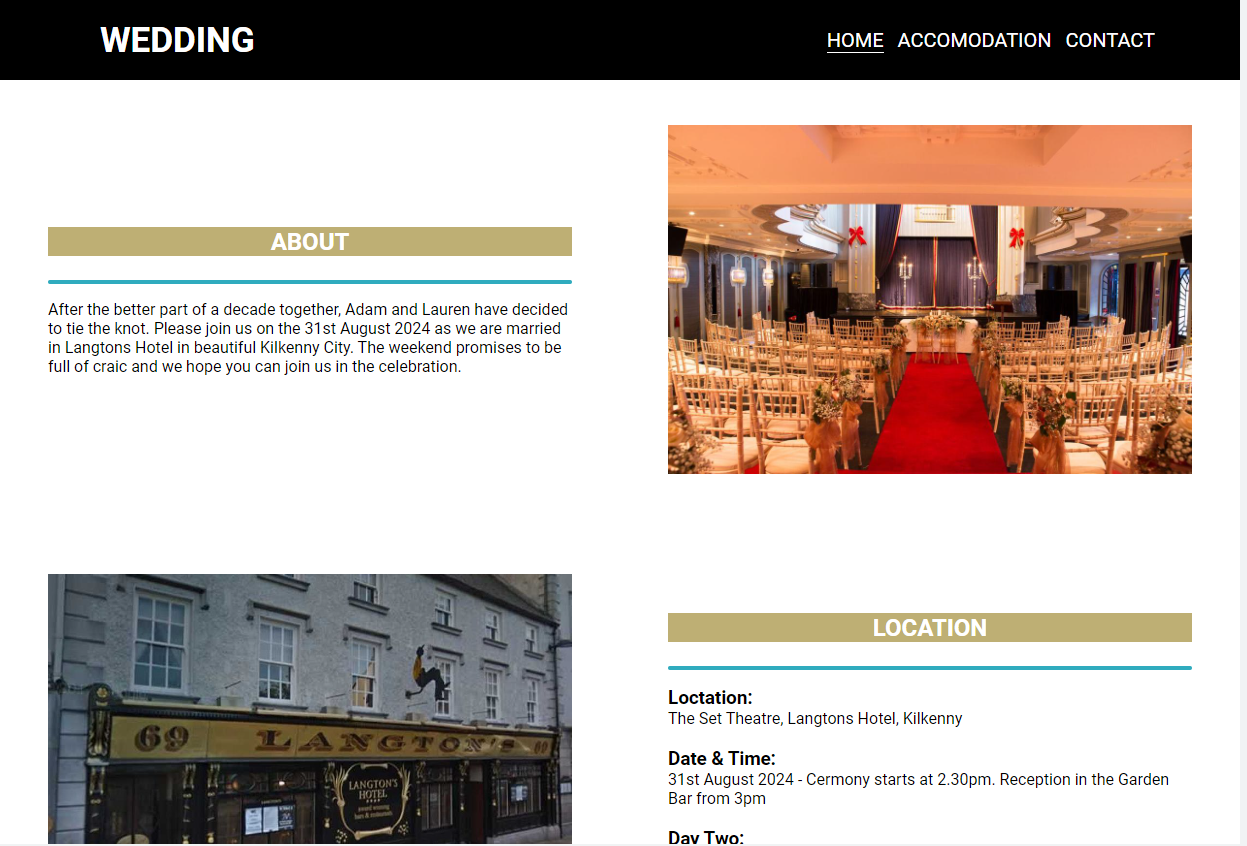 WEDDING
HOME ACCOMODATION CONTACT
ABOUT
After the better part of a decade together, Adam and Lauren have decided
to tie the knot. Please join us on the 31st August 2024 as we are married
in Langtons Hotel in beautiful Kilkenny City. The weekend promises to be
full of craic and we hope you can join us in the celebration.
69 LANGTON'S 69
LANGTON'S
HOTEL
award winning
bars & restaurants
LOCATION
Loctation:
The Set Theatre, Langtons Hotel, Kilkenny
Date & Time:
31st August 2024 - Cermony starts at 2.30pm. Reception in the Garden
Bar from 3pm
Day Two: